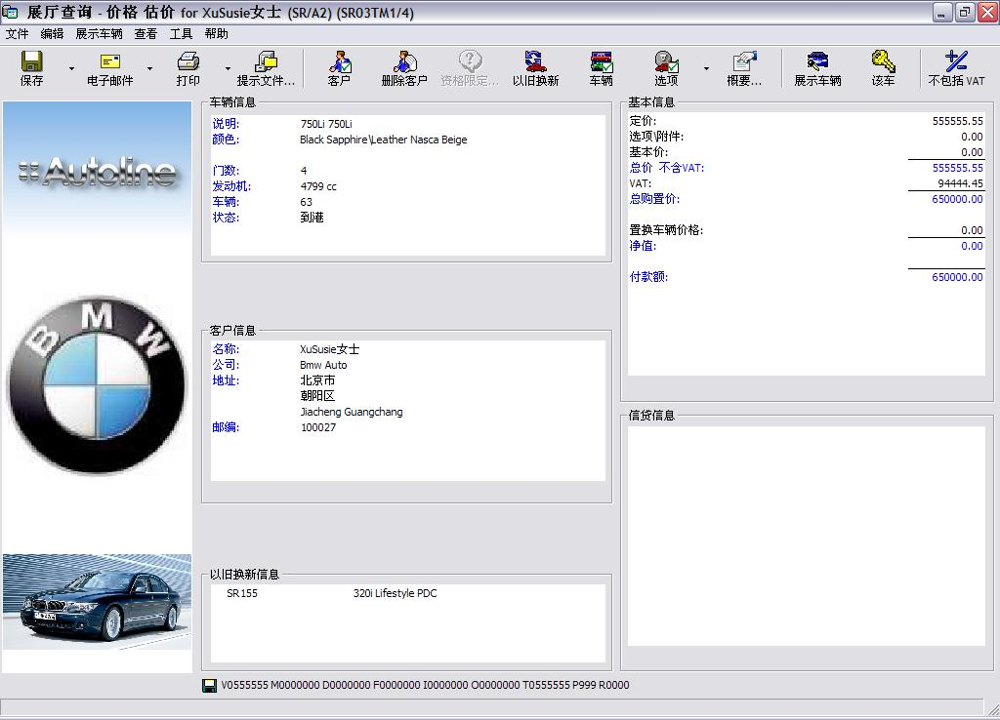 展厅查询 - 价格 估价 for XuSusie女士 (SR/A2) (SR03TM1/4)
文件 编辑 展示车辆 查看 工具 帮助
保存 电子邮件 打印 提示文件... 客户 删除客户 资格限定... 以旧换新 车辆 选项 概要... 展示车辆 该车 不包括 VAT
Autoline
BMW
车辆信息
说明: 750Li 750Li
颜色: Black Sapphire\Leather Nasca Beige
门数: 4
发动机: 4799 cc
车辆: 63
状态: 到港
客户信息
名称: XuSusie女士
公司: Bmw Auto
地址: 北京市
朝阳区
Jiacheng Guangchang
邮编: 100027
以旧换新信息
SR155 320i Lifestyle PDC
基本信息
定价: 555555.55
选项\附件: 0.00
基本价: 0.00
总价 不含VAT: 555555.55
VAT: 94444.45
总购置价: 650000.00
置换车辆价格: 0.00
净值: 0.00
付款额: 650000.00
信贷信息
V0555555 M0000000 D0000000 F0000000 I0000000 O0000000 T0555555 P999 R0000